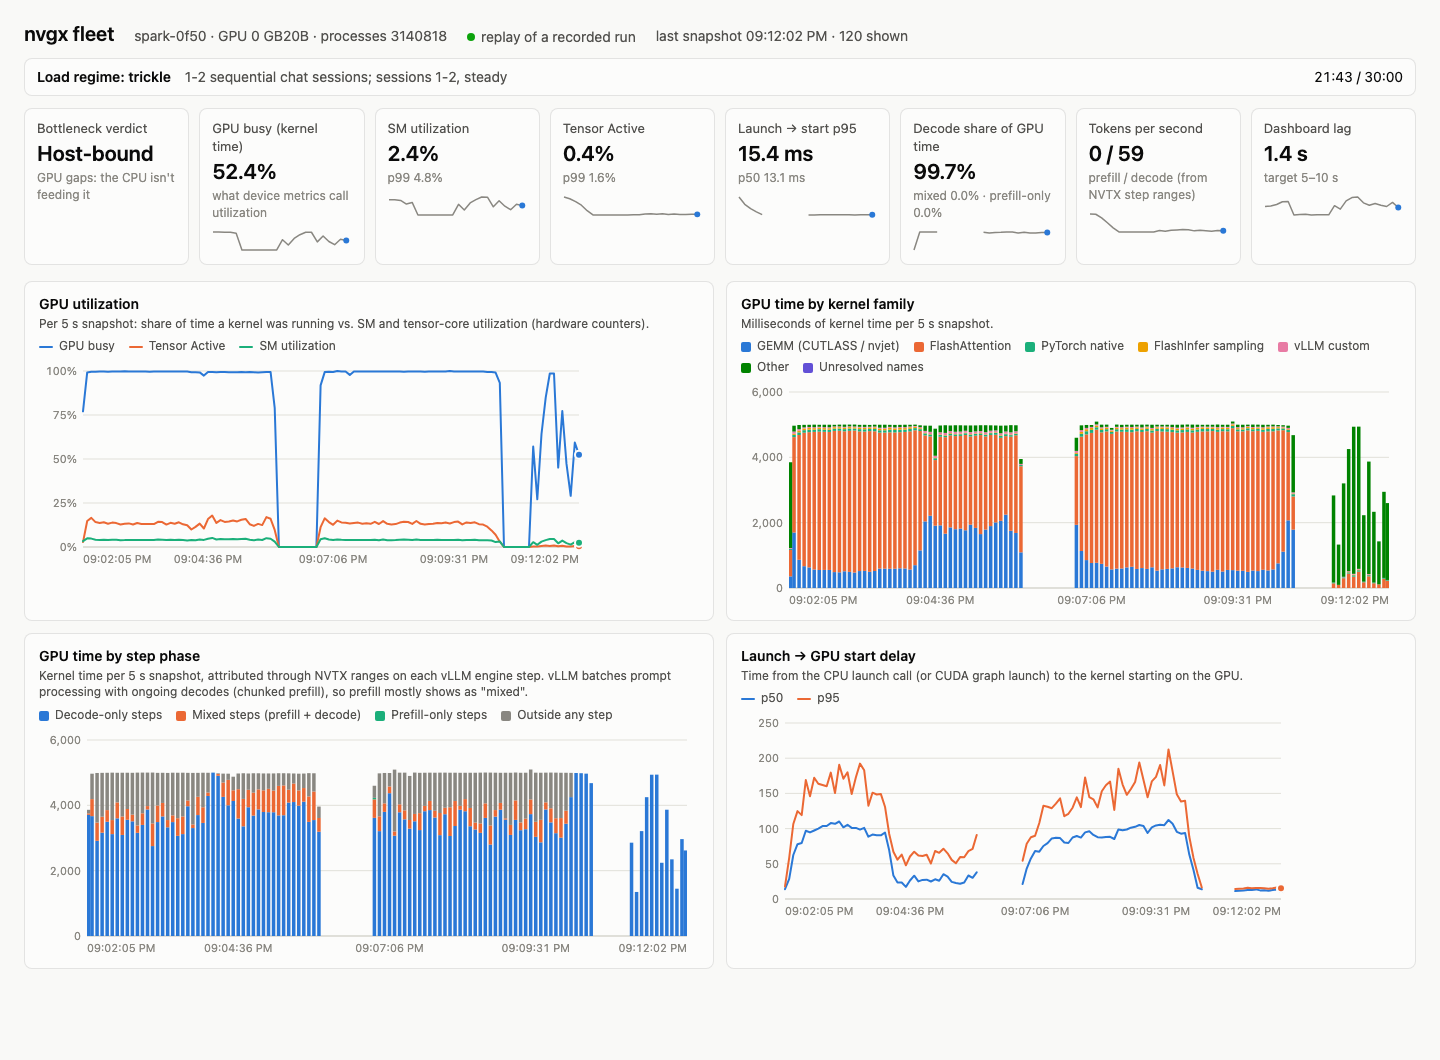 nvgx fleet spark-0f50 · GPU 0 GB20B · processes 3140818 replay of a recorded run last snapshot 09:12:02 PM · 120 shown
Load regime: trickle 1-2 sequential chat sessions; sessions 1-2, steady 21:43 / 30:00
Bottleneck verdict
Host-bound
GPU gaps: the CPU isn't
feeding it
GPU busy (kernel
time)
52.4%
what device metrics call
utilization
SM utilization
2.4%
p99 4.8%
Tensor Active
0.4%
p99 1.6%
Launch → start p95
15.4 ms
p50 13.1 ms
Decode share of GPU
time
99.7%
mixed 0.0% · prefill-only
0.0%
Tokens per second
0 / 59
prefill / decode (from
NVTX step ranges)
Dashboard lag
1.4 s
target 5–10 s
GPU utilization
Per 5 s snapshot: share of time a kernel was running vs. SM and tensor-core utilization (hardware counters).
GPU busy Tensor Active SM utilization
100%
75%
50%
25%
0%
09:02:05 PM 09:04:36 PM 09:07:06 PM 09:09:31 PM 09:12:02 PM
GPU time by kernel family
Milliseconds of kernel time per 5 s snapshot.
GEMM (CUTLASS / nvjet) FlashAttention PyTorch native FlashInfer sampling vLLM custom
Other Unresolved names
6,000
4,000
2,000
0
09:02:05 PM 09:04:36 PM 09:07:06 PM 09:09:31 PM 09:12:02 PM
GPU time by step phase
Kernel time per 5 s snapshot, attributed through NVTX ranges on each vLLM engine step. vLLM batches prompt
processing with ongoing decodes (chunked prefill), so prefill mostly shows as "mixed".
Decode-only steps Mixed steps (prefill + decode) Prefill-only steps Outside any step
6,000
4,000
2,000
0
09:02:05 PM 09:04:36 PM 09:07:06 PM 09:09:31 PM 09:12:02 PM
Launch → GPU start delay
Time from the CPU launch call (or CUDA graph launch) to the kernel starting on the GPU.
p50 p95
250
200
150
100
50
0
09:02:05 PM 09:04:36 PM 09:07:06 PM 09:09:31 PM 09:12:02 PM